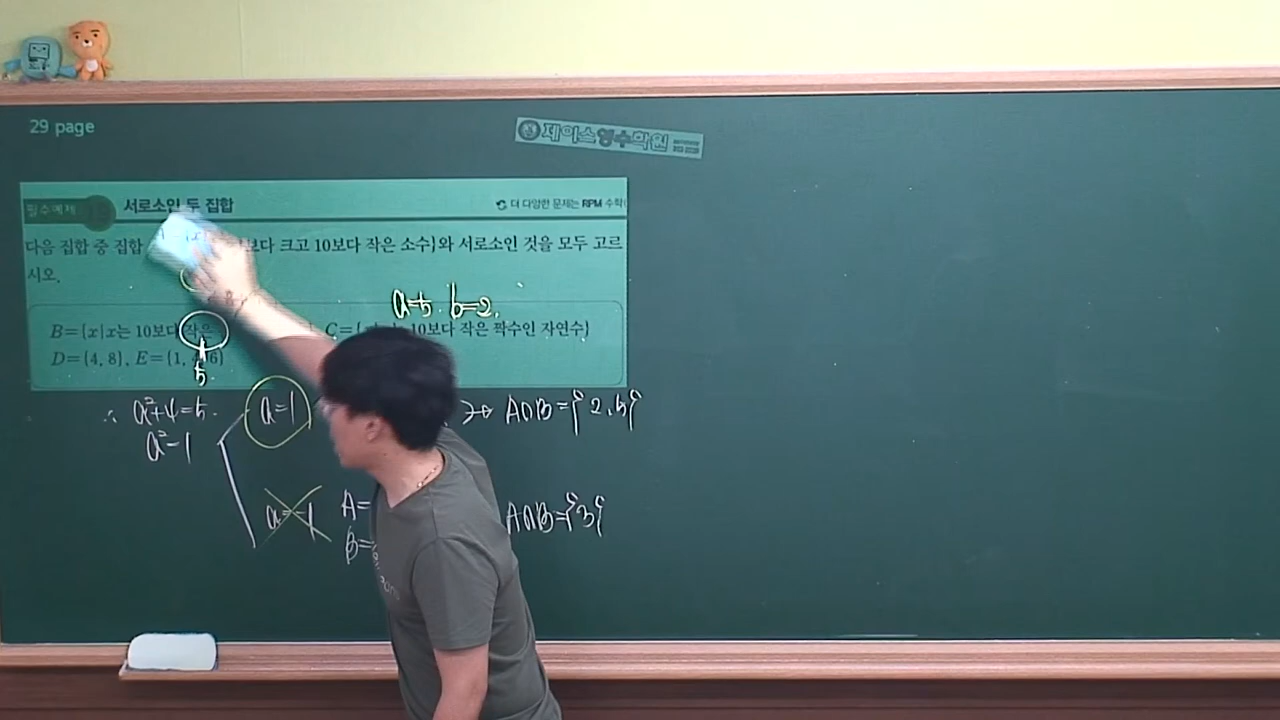 29 page
제이스영수학원
필수예제 서로소인 두 집합 더 다양한 문제는 RPM 수학
다음 집합 중 집합 보다 크고 10보다 작은 소수}와 서로소인 것을 모두 고르
시오.
a=5. b=2.
B={x|x는 10보다 작은 C={ 10보다 작은 짝수인 자연수}
D={4, 8}, E={1, 4, 6}
5.
∴ a²+4=5. a=1 A∩B={2, 5}
a²=1
a=-1 A= A∩B={3}
B=